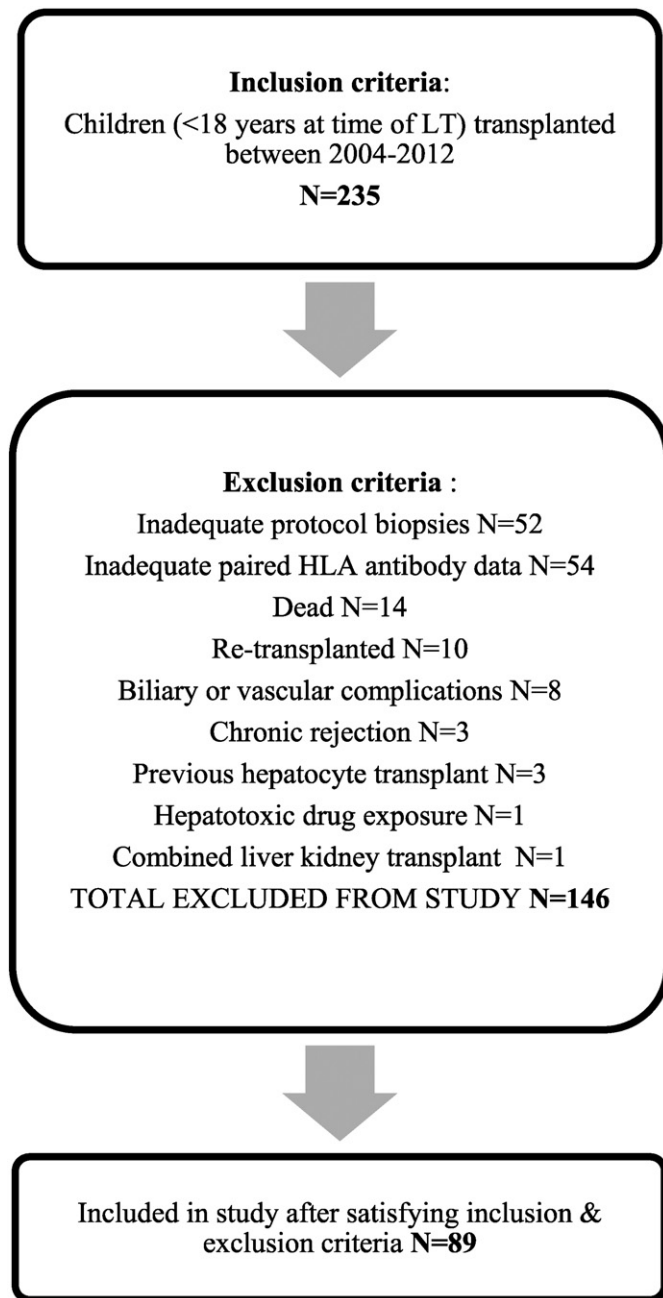 Inclusion criteria:
Children (<18 years at time of LT) transplanted
between 2004-2012
N=235
Exclusion criteria :
Inadequate protocol biopsies N=52
Inadequate paired HLA antibody data N=54
Dead N=14
Re-transplanted N=10
Biliary or vascular complications N=8
Chronic rejection N=3
Previous hepatocyte transplant N=3
Hepatotoxic drug exposure N=1
Combined liver kidney transplant N=1
TOTAL EXCLUDED FROM STUDY N=146
Included in study after satisfying inclusion &
exclusion criteria N=89